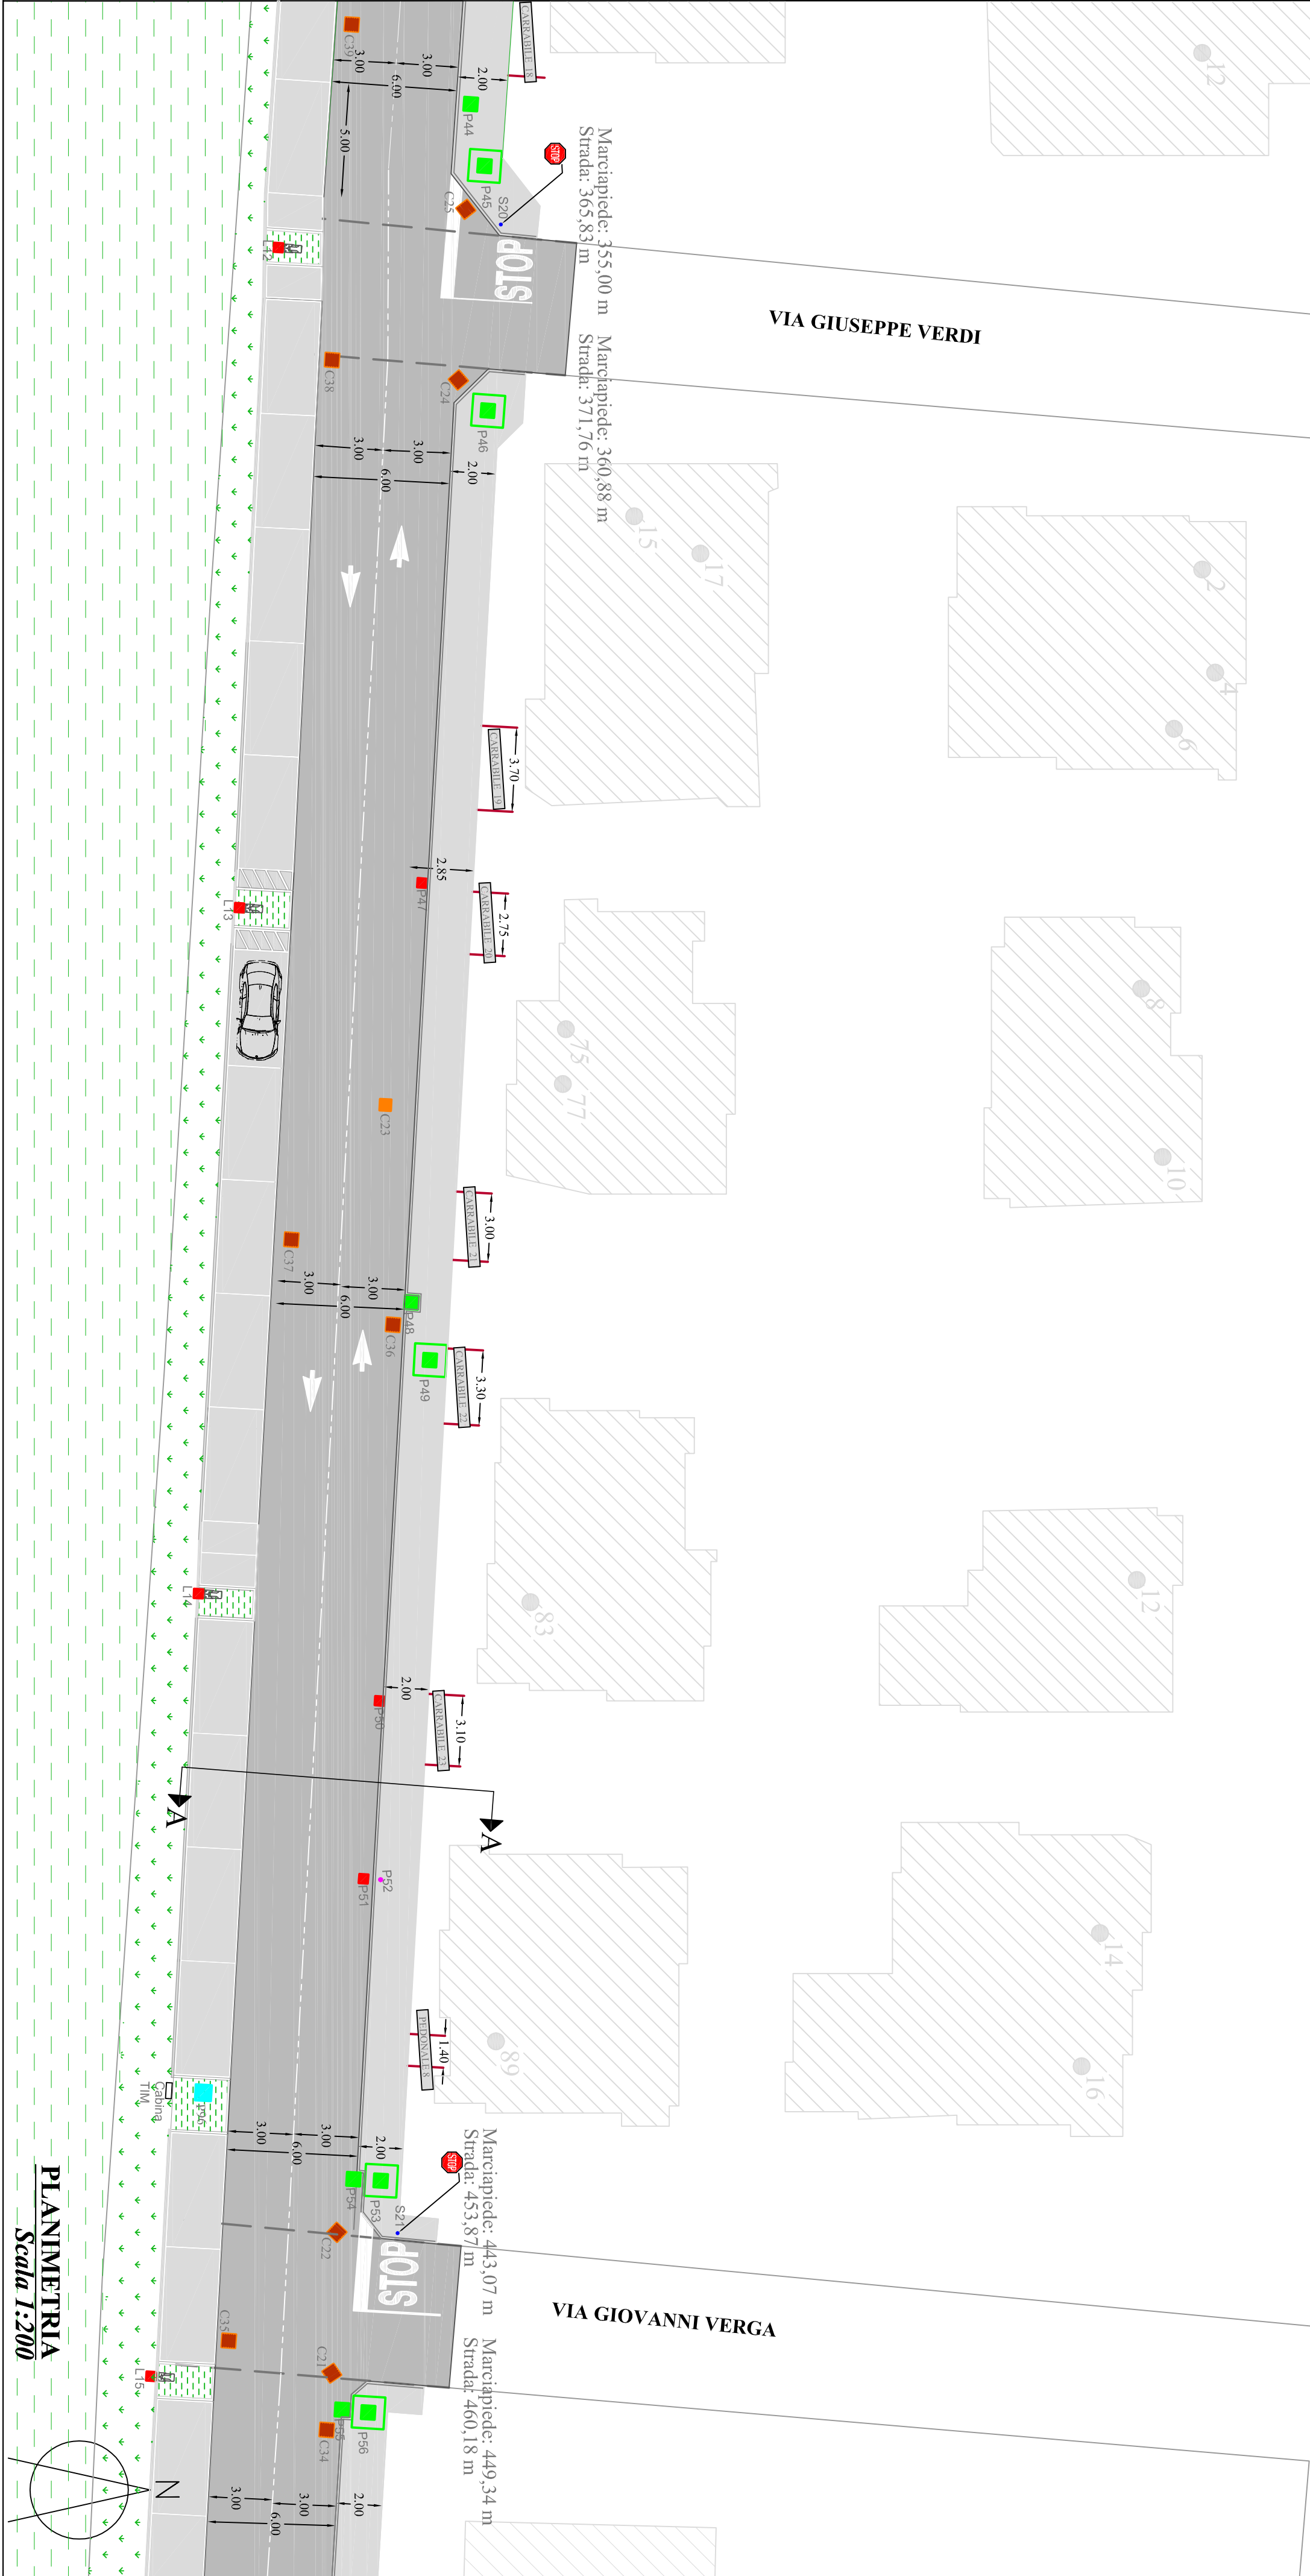 CARRABILE 18
12
C39
3.00
3.00
6.00
2.00
5.00
P44
P45
C25
S20
STOP
STOP
Marciapiede: 355,00 m
Strada: 365,83 m
Marciapiede: 360,88 m
Strada: 371,76 m
VIA GIUSEPPE VERDI
L12
C38
C24
P46
3.00
3.00
6.00
2.00
15
17
2
4
6
3.70
CARRABILE 19
2.85
P47
L13
2.75
CARRABILE 20
8
10
75
77
C23
3.00
CARRABILE 21
C37
3.00
3.00
6.00
P48
C36
P49
3.30
CARRABILE 22
83
12
L14
2.00
P50
3.10
CARRABILE 23
A
A
P52
P51
14
16
89
1.40
PEDONALE 8
Cabina
TIM
P96
3.00
3.00
6.00
2.00
P54
P53
S21
STOP
STOP
Marciapiede: 443,07 m
Strada: 453,87 m
Marciapiede: 449,34 m
Strada: 460,18 m
VIA GIOVANNI VERGA
C22
C35
C21
L15
P55
P56
C34
3.00
3.00
6.00
2.00
N
PLANIMETRIA
Scala 1:200